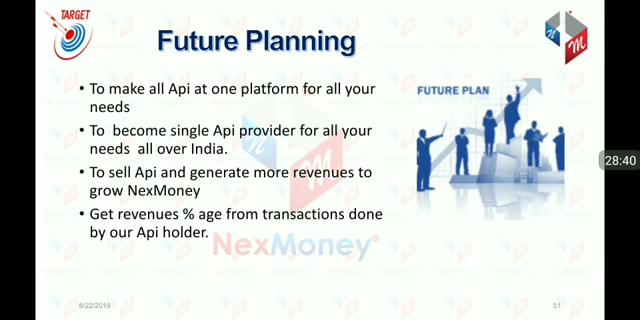 TARGET
Future Planning
• To make all Api at one platform for all your
needs
• To become single Api provider for all your
needs all over India.
• To sell Api and generate more revenues to
grow NexMoney
• Get revenues % age from transactions done
by our Api holder.
FUTURE PLAN
28:40
NexMoney®
8/22/2019
51